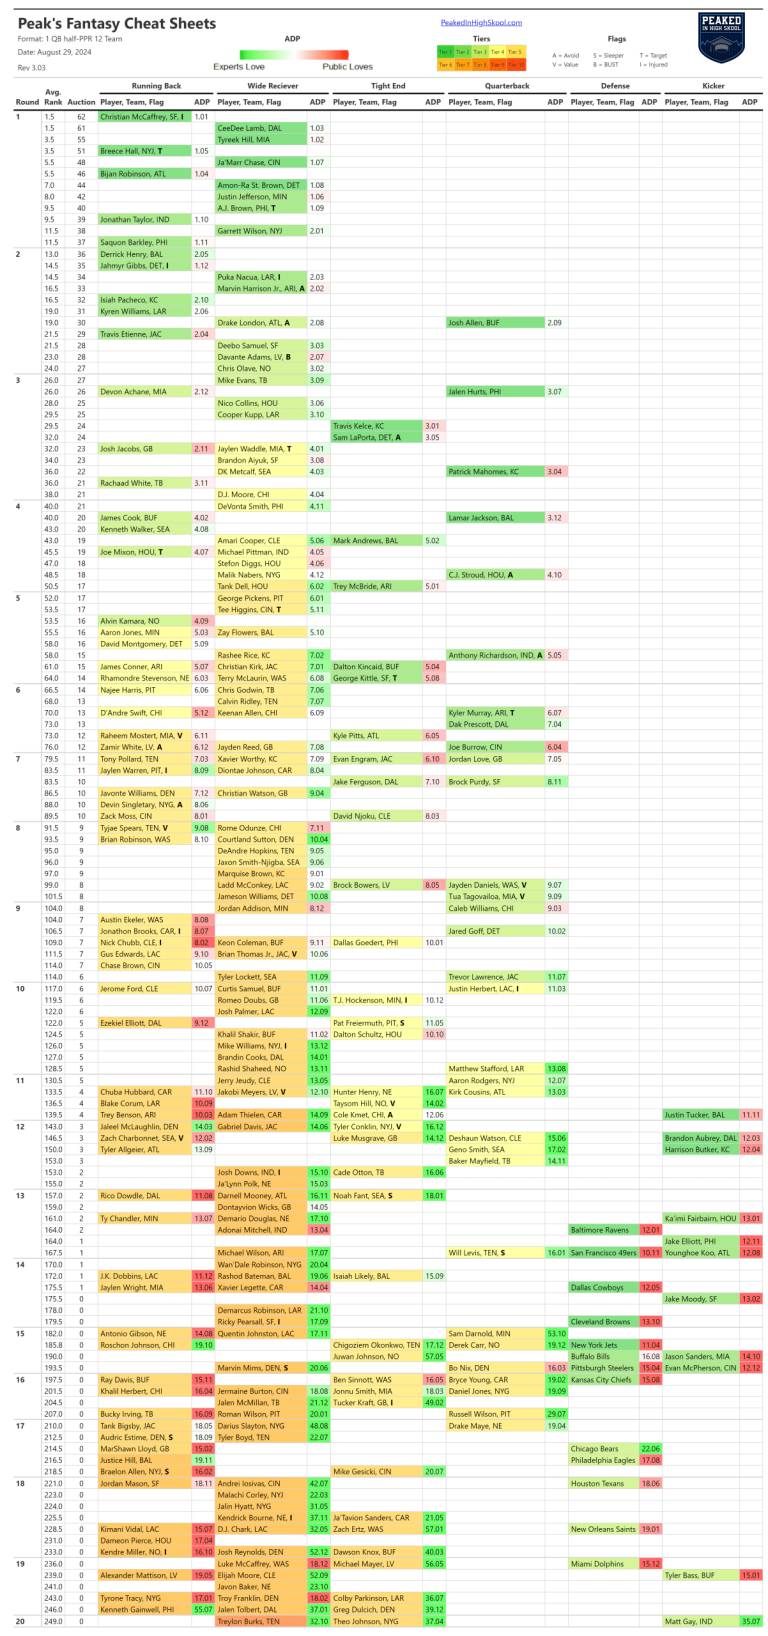 Peak's Fantasy Cheat Sheets
Format: 1 QB half-PPR 12 Team
Date: August 29, 2024
Rev 3.03
ADP
Experts Love Public Loves
PeakedInHighSkool.com
Tiers
Tier 1 Tier 2 Tier 3 Tier 4 Tier 5
Tier 6 Tier 7 Tier 8 Tier 9 Tier 10
Flags
A = Avoid S = Sleeper T = Target
V = Value B = BUST I = Injured
PEAKED
IN HIGH SKOOL
Running Back Wide Reciever Tight End Quarterback Defense Kicker
Round Avg. Rank Auction Player, Team, Flag ADP Player, Team, Flag ADP Player, Team, Flag ADP Player, Team, Flag ADP Player, Team, Flag ADP Player, Team, Flag ADP
1 1.5 62 Christian McCaffrey, SF, I 1.01
1.5 61 CeeDee Lamb, DAL 1.03
3.5 55 Tyreek Hill, MIA 1.02
3.5 51 Breece Hall, NYJ, T 1.05
5.5 48 Ja'Marr Chase, CIN 1.07
5.5 46 Bijan Robinson, ATL 1.04
7.0 44 Amon-Ra St. Brown, DET 1.08
8.0 42 Justin Jefferson, MIN 1.06
9.5 40 A.J. Brown, PHI, T 1.09
9.5 39 Jonathan Taylor, IND 1.10
11.5 38 Garrett Wilson, NYJ 2.01
11.5 37 Saquon Barkley, PHI 1.11
2 13.0 36 Derrick Henry, BAL 2.05
14.5 35 Jahmyr Gibbs, DET, I 1.12
14.5 34 Puka Nacua, LAR, I 2.03
16.5 33 Marvin Harrison Jr., ARI, A 2.02
16.5 32 Isiah Pacheco, KC 2.10
19.0 31 Kyren Williams, LAR 2.06
19.0 30 Drake London, ATL, A 2.08 Josh Allen, BUF 2.09
21.5 29 Travis Etienne, JAC 2.04
21.5 28 Deebo Samuel, SF 3.03
23.0 28 Davante Adams, LV, B 2.07
24.0 27 Chris Olave, NO 3.02
3 26.0 27 Mike Evans, TB 3.09
26.0 26 Devon Achane, MIA 2.12 Jalen Hurts, PHI 3.07
28.0 25 Nico Collins, HOU 3.06
29.5 25 Cooper Kupp, LAR 3.10
29.5 24 Travis Kelce, KC 3.01
32.0 24 Sam LaPorta, DET, A 3.05
32.0 23 Josh Jacobs, GB 2.11 Jaylen Waddle, MIA, T 4.01
34.0 23 Brandon Aiyuk, SF 3.08
36.0 22 DK Metcalf, SEA 4.03 Patrick Mahomes, KC 3.04
36.0 21 Rachaad White, TB 3.11
38.0 21 D.J. Moore, CHI 4.04
4 40.0 21 DeVonta Smith, PHI 4.11
40.0 20 James Cook, BUF 4.02 Lamar Jackson, BAL 3.12
43.0 20 Kenneth Walker, SEA 4.08
43.0 19 Amari Cooper, CLE 5.06 Mark Andrews, BAL 5.02
45.5 19 Joe Mixon, HOU, T 4.07 Michael Pittman, IND 4.05
47.0 18 Stefon Diggs, HOU 4.06
48.5 18 Malik Nabers, NYG 4.12 C.J. Stroud, HOU, A 4.10
50.5 17 Tank Dell, HOU 6.02 Trey McBride, ARI 5.01
5 52.0 17 George Pickens, PIT 6.01
53.5 17 Tee Higgins, CIN, T 5.11
53.5 16 Alvin Kamara, NO 4.09
55.5 16 Aaron Jones, MIN 5.03 Zay Flowers, BAL 5.10
58.0 16 David Montgomery, DET 5.09
58.0 15 Rashee Rice, KC 7.02 Anthony Richardson, IND, A 5.05
61.0 15 James Conner, ARI 5.07 Christian Kirk, JAC 7.01 Dalton Kincaid, BUF 5.04
64.0 14 Rhamondre Stevenson, NE 6.03 Terry McLaurin, WAS 6.08 George Kittle, SF, T 5.08
6 66.5 14 Najee Harris, PIT 6.06 Chris Godwin, TB 7.06
68.0 13 Calvin Ridley, TEN 7.07
70.0 13 D'Andre Swift, CHI 5.12 Keenan Allen, CHI 6.09 Kyler Murray, ARI, T 6.07
73.0 13 Dak Prescott, DAL 7.04
73.0 12 Raheem Mostert, MIA, V 6.11 Kyle Pitts, ATL 6.05
76.0 12 Zamir White, LV, A 6.12 Jayden Reed, GB 7.08 Joe Burrow, CIN 6.04
7 79.5 11 Tony Pollard, TEN 7.03 Xavier Worthy, KC 7.09 Evan Engram, JAC 6.10 Jordan Love, GB 7.05
83.5 11 Jaylen Warren, PIT, I 8.09 Diontae Johnson, CAR 8.04
83.5 10 Jake Ferguson, DAL 7.10 Brock Purdy, SF 8.11
86.5 10 Javonte Williams, DEN 7.12 Christian Watson, GB 9.04
88.0 10 Devin Singletary, NYG, A 8.06
89.5 10 Zack Moss, CIN 8.01 David Njoku, CLE 8.03
8 91.5 9 Tyjae Spears, TEN, V 9.08 Rome Odunze, CHI 7.11
93.5 9 Brian Robinson, WAS 8.10 Courtland Sutton, DEN 10.04
95.0 9 DeAndre Hopkins, TEN 9.05
96.0 9 Jaxon Smith-Njigba, SEA 9.06
97.0 9 Marquise Brown, KC 9.01
99.0 8 Ladd McConkey, LAC 9.02 Brock Bowers, LV 8.05 Jayden Daniels, WAS, V 9.07
101.5 8 Jameson Williams, DET 10.08 Tua Tagovailoa, MIA, V 9.09
9 104.0 8 Jordan Addison, MIN 8.12 Caleb Williams, CHI 9.03
104.0 7 Austin Ekeler, WAS 8.08
106.5 7 Jonathon Brooks, CAR, I 8.07 Jared Goff, DET 10.02
109.0 7 Nick Chubb, CLE, I 8.02 Keon Coleman, BUF 9.11 Dallas Goedert, PHI 10.01
111.5 7 Gus Edwards, LAC 9.10 Brian Thomas Jr., JAC, V 10.06
114.0 7 Chase Brown, CIN 10.05
114.0 6 Tyler Lockett, SEA 11.09 Trevor Lawrence, JAC 11.07
10 117.0 6 Jerome Ford, CLE 10.07 Curtis Samuel, BUF 11.01 Justin Herbert, LAC, I 11.03
119.5 6 Romeo Doubs, GB 11.06 T.J. Hockenson, MIN, I 10.12
122.0 6 Josh Palmer, LAC 12.09
122.0 5 Ezekiel Elliott, DAL 9.12 Pat Freiermuth, PIT, S 11.05
124.5 5 Khalil Shakir, BUF 11.02 Dalton Schultz, HOU 10.10
126.0 5 Mike Williams, NYJ, I 13.12
127.0 5 Brandin Cooks, DAL 14.01
128.5 5 Rashid Shaheed, NO 13.11 Matthew Stafford, LAR 13.08
11 130.5 5 Jerry Jeudy, CLE 13.05 Aaron Rodgers, NYJ 12.07
133.5 4 Chuba Hubbard, CAR 11.10 Jakobi Meyers, LV, V 12.10 Hunter Henry, NE 16.07 Kirk Cousins, ATL 13.03
136.5 4 Blake Corum, LAR 10.09 Taysom Hill, NO, V 14.02
139.5 4 Trey Benson, ARI 10.03 Adam Thielen, CAR 14.09 Cole Kmet, CHI, A 12.06 Justin Tucker, BAL 11.11
12 143.0 3 Jaleel McLaughlin, DEN 14.03 Gabriel Davis, JAC 14.06 Tyler Conklin, NYJ, V 16.12
146.5 3 Zach Charbonnet, SEA, V 12.02 Luke Musgrave, GB 14.12 Deshaun Watson, CLE 15.06 Brandon Aubrey, DAL 12.03
150.0 3 Tyler Allgeier, ATL 13.09 Geno Smith, SEA 17.02 Harrison Butker, KC 12.04
153.0 3 Baker Mayfield, TB 14.11
153.0 2 Josh Downs, IND, I 15.10 Cade Otton, TB 16.06
155.0 2 Ja'Lynn Polk, NE 15.03
13 157.0 2 Rico Dowdle, DAL 11.08 Darnell Mooney, ATL 16.11 Noah Fant, SEA, S 18.01
159.0 2 Dontayvion Wicks, GB 14.05
161.0 2 Ty Chandler, MIN 13.07 Demario Douglas, NE 17.10 Ka'imi Fairbairn, HOU 13.01
164.0 2 Adonai Mitchell, IND 13.04 Baltimore Ravens 12.01
164.0 1 Jake Elliott, PHI 12.11
167.5 1 Michael Wilson, ARI 17.07 Will Levis, TEN, S 16.01 San Francisco 49ers 10.11 Younghoe Koo, ATL 12.08
14 170.0 1 Wan'Dale Robinson, NYG 20.04
172.0 1 J.K. Dobbins, LAC 11.12 Rashod Bateman, BAL 19.06 Isaiah Likely, BAL 15.09
175.5 1 Jaylen Wright, MIA 13.06 Xavier Legette, CAR 14.04 Dallas Cowboys 12.05
175.5 0 Jake Moody, SF 13.02
178.0 0 Demarcus Robinson, LAR 21.10
179.5 0 Ricky Pearsall, SF, I 17.09 Cleveland Browns 13.10
15 182.0 0 Antonio Gibson, NE 14.08 Quentin Johnston, LAC 17.11 Sam Darnold, MIN 53.10
185.8 0 Roschon Johnson, CHI 19.10 Chigoziem Okonkwo, TEN 17.12 Derek Carr, NO 19.12 New York Jets 11.04
190.0 0 Juwan Johnson, NO 57.05 Buffalo Bills 16.08 Jason Sanders, MIA 14.10
193.5 0 Marvin Mims, DEN, S 20.06 Bo Nix, DEN 16.03 Pittsburgh Steelers 15.04 Evan McPherson, CIN 12.12
16 197.5 0 Ray Davis, BUF 15.11 Ben Sinnott, WAS 16.05 Bryce Young, CAR 19.02 Kansas City Chiefs 15.08
201.5 0 Khalil Herbert, CHI 16.04 Jermaine Burton, CIN 18.08 Jonnu Smith, MIA 18.03 Daniel Jones, NYG 19.09
204.5 0 Jalen McMillan, TB 21.12 Tucker Kraft, GB, I 49.02
207.0 0 Bucky Irving, TB 16.09 Roman Wilson, PIT 20.01 Russell Wilson, PIT 29.07
17 210.0 0 Tank Bigsby, JAC 18.05 Darius Slayton, NYG 48.08 Drake Maye, NE 19.04
212.5 0 Audric Estime, DEN, S 18.09 Tyler Boyd, TEN 22.07
214.5 0 MarShawn Lloyd, GB 15.02 Chicago Bears 22.06
216.5 0 Justice Hill, BAL 19.11 Philadelphia Eagles 17.08
218.5 0 Braelon Allen, NYJ, S 16.02 Mike Gesicki, CIN 20.07
18 221.0 0 Jordan Mason, SF 18.11 Andrei Iosivas, CIN 42.07 Houston Texans 18.06
223.0 0 Malachi Corley, NYJ 22.03
224.0 0 Jalin Hyatt, NYG 31.05
225.5 0 Kendrick Bourne, NE, I 37.11 Ja'Tavion Sanders, CAR 21.05
228.5 0 Kimani Vidal, LAC 15.07 D.J. Chark, LAC 32.05 Zach Ertz, WAS 57.01 New Orleans Saints 19.01
231.0 0 Dameon Pierce, HOU 17.04
233.0 0 Kendre Miller, NO, I 16.10 Josh Reynolds, DEN 52.12 Dawson Knox, BUF 40.03
19 236.0 0 Luke McCaffrey, WAS 18.12 Michael Mayer, LV 56.05 Miami Dolphins 15.12
239.0 0 Alexander Mattison, LV 19.05 Elijah Moore, CLE 52.09 Tyler Bass, BUF 15.01
241.0 0 Javon Baker, NE 23.10
243.0 0 Tyrone Tracy, NYG 17.01 Troy Franklin, DEN 18.02 Colby Parkinson, LAR 36.07
246.0 0 Kenneth Gainwell, PHI 55.07 Jalen Tolbert, DAL 37.01 Greg Dulcich, DEN 39.12
20 249.0 0 Treylon Burks, TEN 32.10 Theo Johnson, NYG 37.04 Matt Gay, IND 35.07